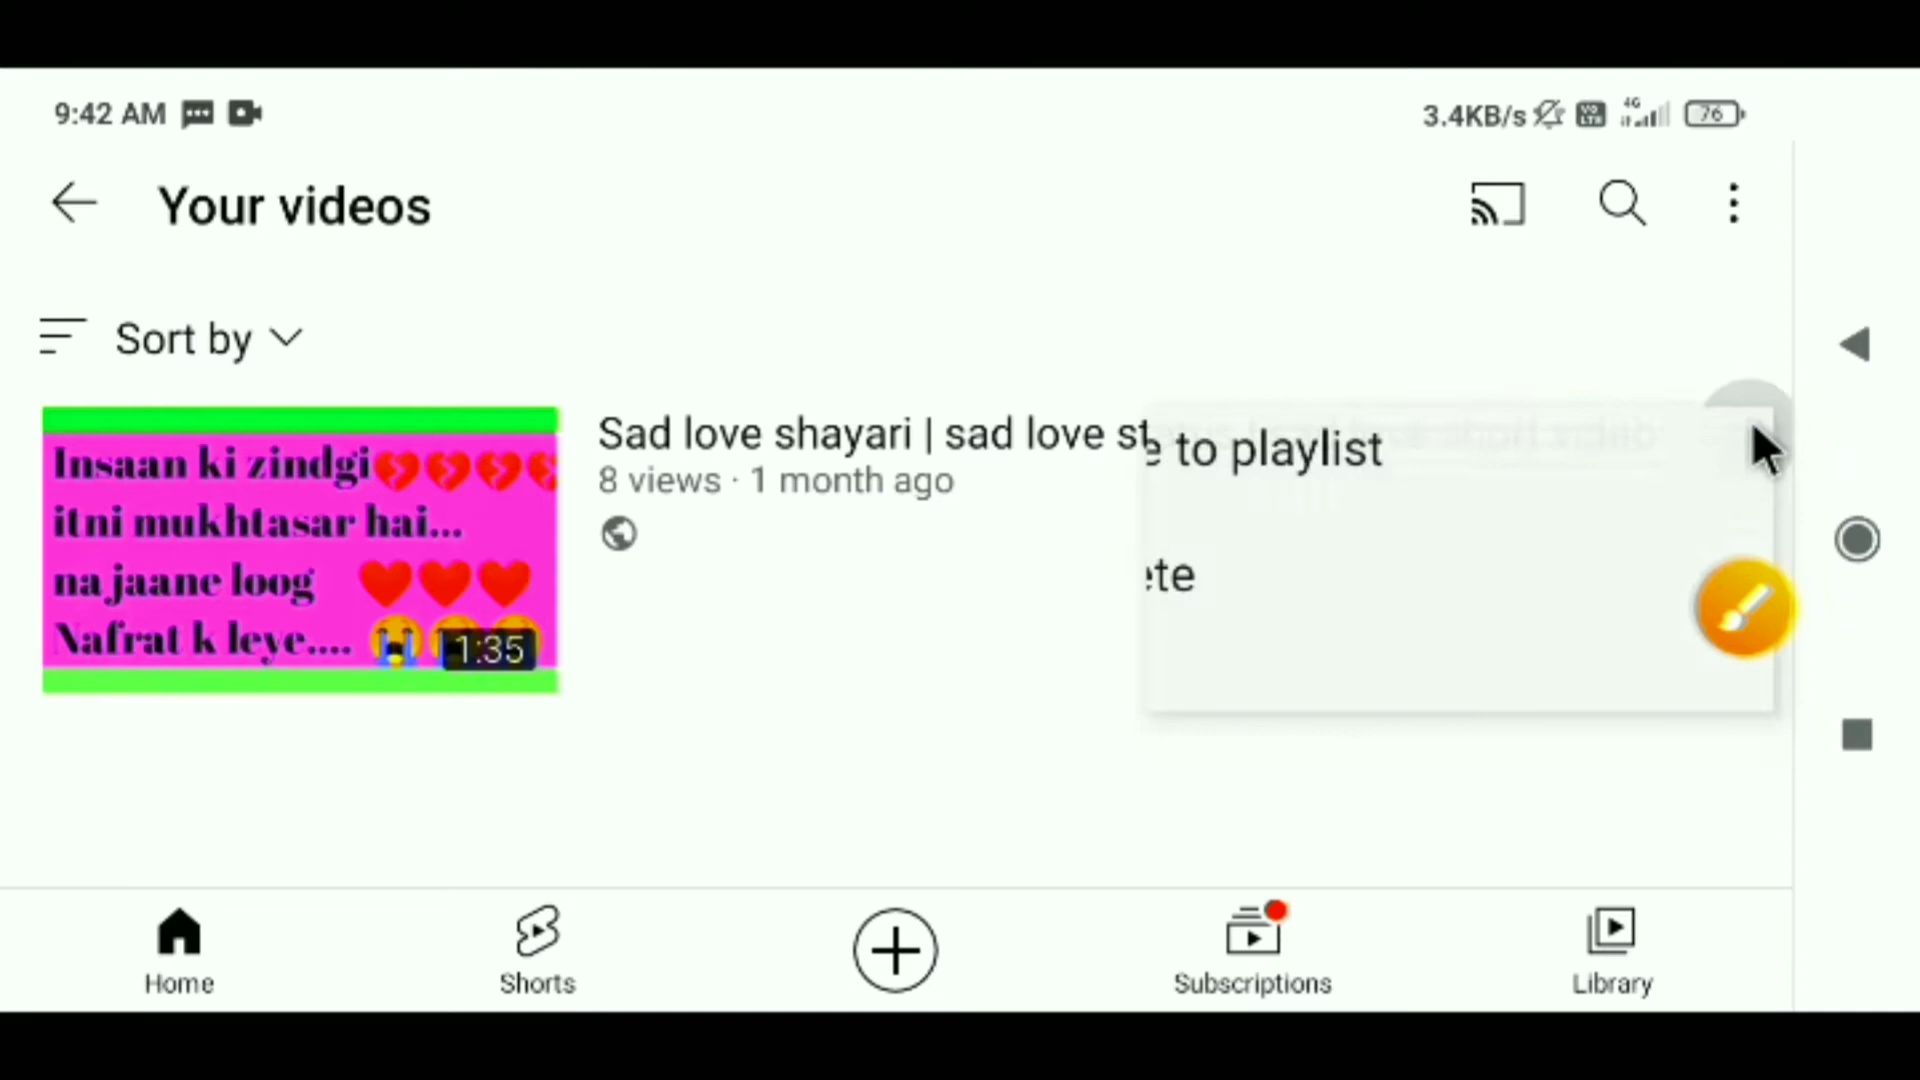 9:42 AM
3.4KB/s
4G
76
Your videos
Sort by
Insaan ki zindgi
itni mukhtasar hai...
na jaane loog
Nafrat k leye....
1:35
Sad love shayari | sad love st
8 views · 1 month ago
to playlist
Home
Shorts
Subscriptions
Library